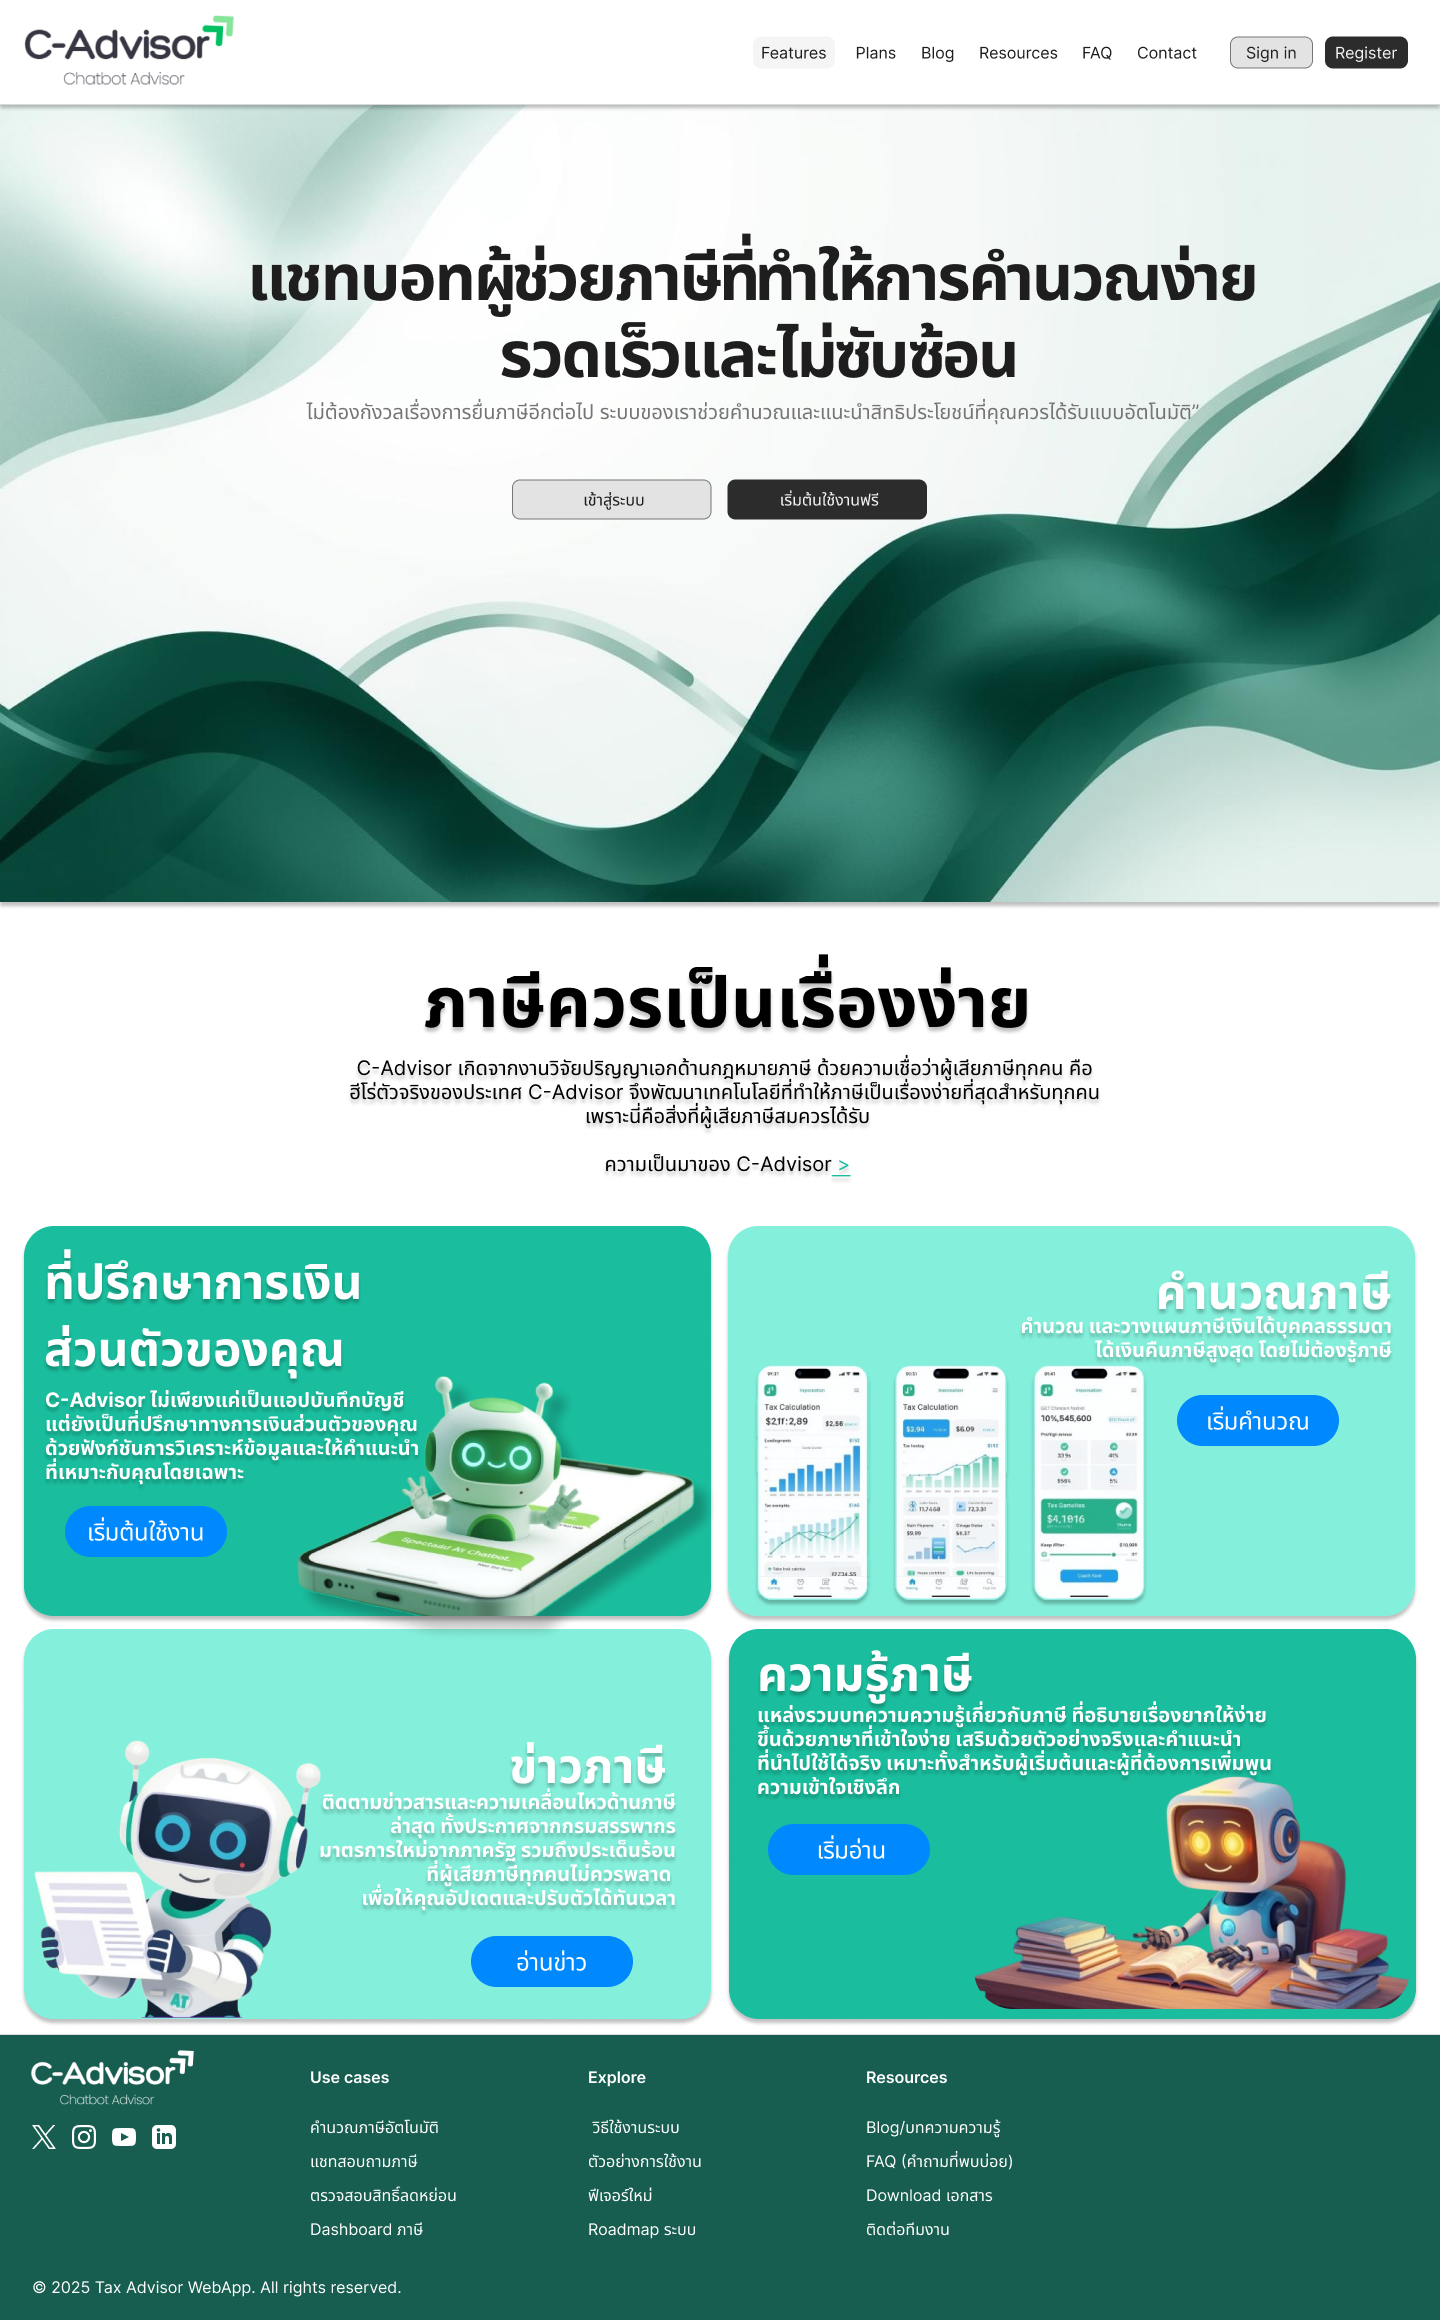 C-Advisor
Chatbot Advisor
Features Plans Blog Resources FAQ Contact Sign in Register
แชทบอทผู้ช่วยภาษีที่ทำให้การคำนวณง่าย
รวดเร็วและไม่ซับซ้อน
ไม่ต้องกังวลเรื่องการยื่นภาษีอีกต่อไป ระบบของเราช่วยคำนวณและแนะนำสิทธิประโยชน์ที่คุณควรได้รับแบบอัตโนมัติ”
เข้าสู่ระบบ เริ่มต้นใช้งานฟรี
ภาษีควรเป็นเรื่องง่าย
C-Advisor เกิดจากงานวิจัยปริญญาเอกด้านกฎหมายภาษี ด้วยความเชื่อว่าผู้เสียภาษีทุกคน คือ
ฮีโร่ตัวจริงของประเทศ C-Advisor จึงพัฒนาเทคโนโลยีที่ทำให้ภาษีเป็นเรื่องง่ายที่สุดสำหรับทุกคน
เพราะนี่คือสิ่งที่ผู้เสียภาษีสมควรได้รับ
ความเป็นมาของ C-Advisor >
ที่ปรึกษาการเงิน
ส่วนตัวของคุณ
C-Advisor ไม่เพียงแค่เป็นแอปบันทึกบัญชี
แต่ยังเป็นที่ปรึกษาทางการเงินส่วนตัวของคุณ
ด้วยฟังก์ชันการวิเคราะห์ข้อมูลและให้คำแนะนำ
ที่เหมาะกับคุณโดยเฉพาะ
เริ่มต้นใช้งาน
คำนวณภาษี
คำนวณ และวางแผนภาษีเงินได้บุคคลธรรมดา
ได้เงินคืนภาษีสูงสุด โดยไม่ต้องรู้ภาษี
เริ่มคำนวณ
Tax Calculation
Tax Calculation
10%,545,600
$2.56
$3.94 $6.09
ข่าวภาษี
ติดตามข่าวสารและความเคลื่อนไหวด้านภาษี
ล่าสุด ทั้งประกาศจากกรมสรรพากร
มาตรการใหม่จากภาครัฐ รวมถึงประเด็นร้อน
ที่ผู้เสียภาษีทุกคนไม่ควรพลาด
เพื่อให้คุณอัปเดตและปรับตัวได้ทันเวลา
อ่านข่าว
AT
ความรู้ภาษี
แหล่งรวมบทความความรู้เกี่ยวกับภาษี ที่อธิบายเรื่องยากให้ง่าย
ขึ้นด้วยภาษาที่เข้าใจง่าย เสริมด้วยตัวอย่างจริงและคำแนะนำ
ที่นำไปใช้ได้จริง เหมาะทั้งสำหรับผู้เริ่มต้นและผู้ที่ต้องการเพิ่มพูน
ความเข้าใจเชิงลึก
เริ่มอ่าน
C-Advisor
Chatbot Advisor
Use cases
คำนวณภาษีอัตโนมัติ
แชทสอบถามภาษี
ตรวจสอบสิทธิ์ลดหย่อน
Dashboard ภาษี
Explore
วิธีใช้งานระบบ
ตัวอย่างการใช้งาน
ฟีเจอร์ใหม่
Roadmap ระบบ
Resources
Blog/บทความความรู้
FAQ (คำถามที่พบบ่อย)
Download เอกสาร
ติดต่อทีมงาน
© 2025 Tax Advisor WebApp. All rights reserved.